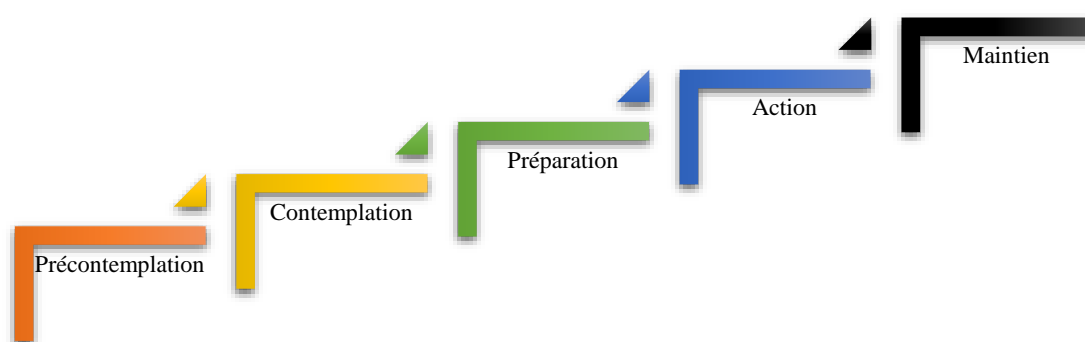 Précontemplation
Contemplation
Préparation
Action
Maintien